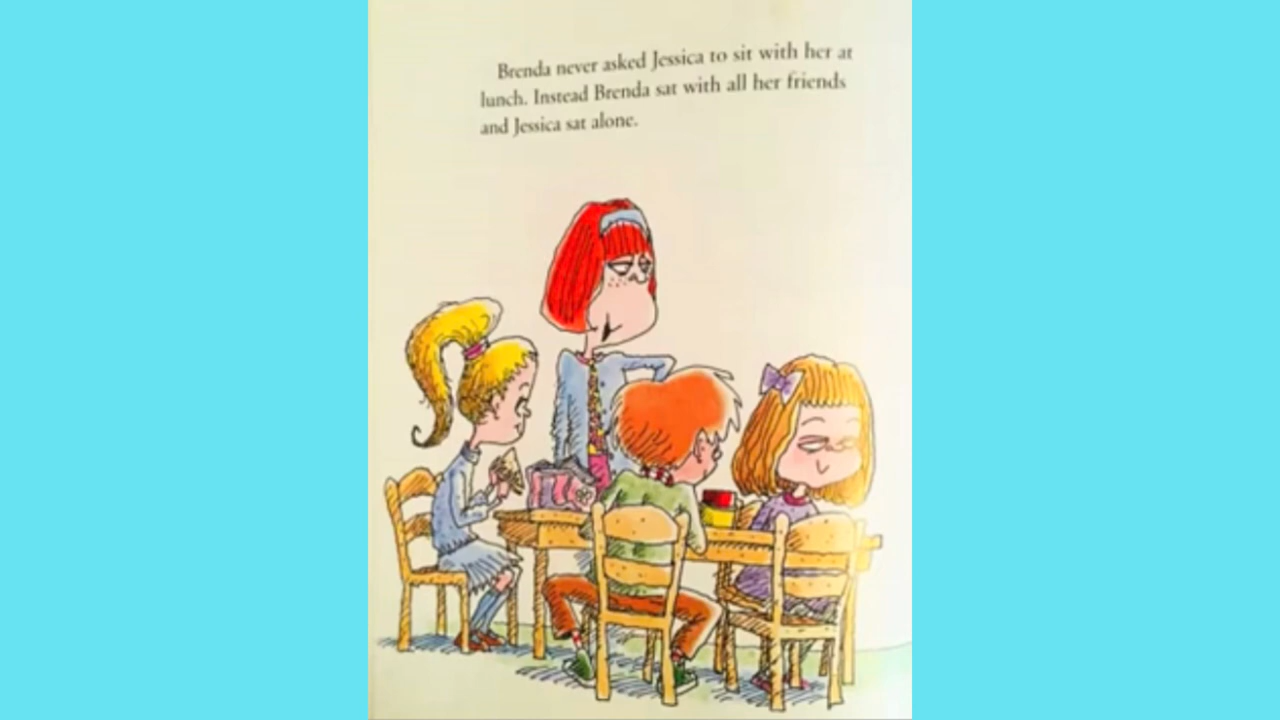 Brenda never asked Jessica to sit with her at
lunch. Instead Brenda sat with all her friends
and Jessica sat alone.